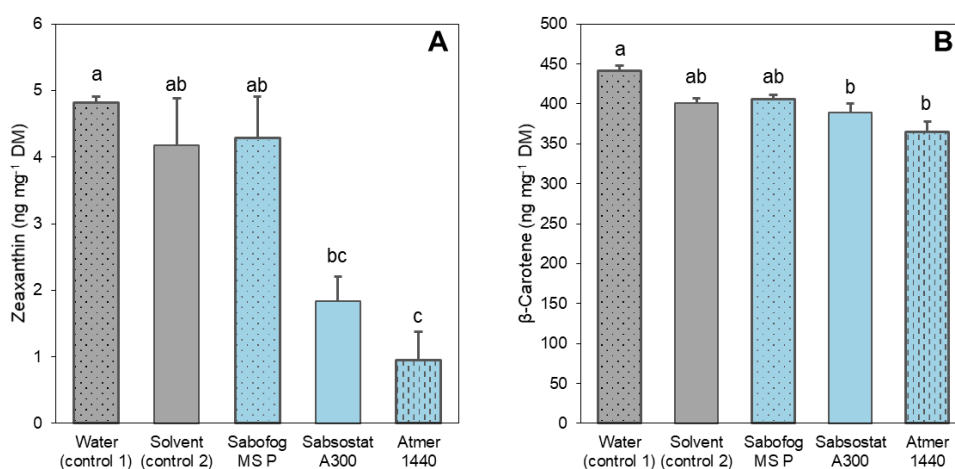 A
Zeaxanthin (ng mg⁻¹ DM)
6
5
4
3
2
1
0
a
ab
ab
bc
c
Water
(control 1)
Solvent
(control 2)
Sabofog
MS P
Sabsostat
A300
Atmer
1440
B
β-Carotene (ng mg⁻¹ DM)
500
450
400
350
300
250
200
150
100
50
0
a
ab
ab
b
b
Water
(control 1)
Solvent
(control 2)
Sabofog
MS P
Sabsostat
A300
Atmer
1440